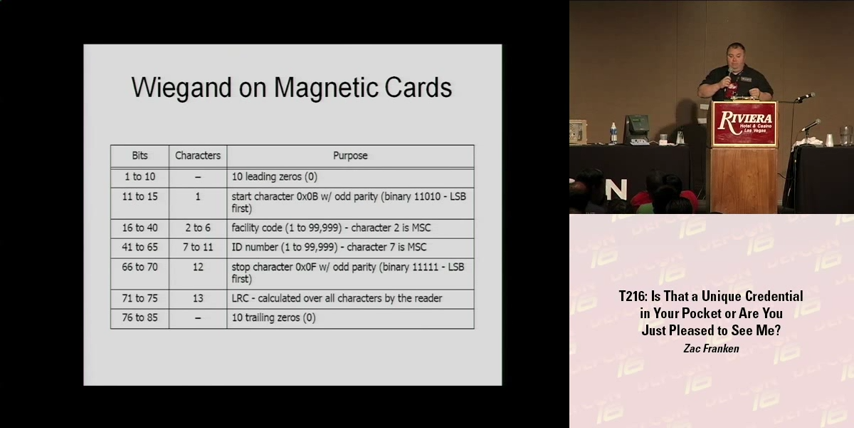 Wiegand on Magnetic Cards
Bits Characters Purpose
1 to 10 – 10 leading zeros (0)
11 to 15 1 start character 0x0B w/ odd parity (binary 11010 - LSB
first)
16 to 40 2 to 6 facility code (1 to 99,999) - character 2 is MSC
41 to 65 7 to 11 ID number (1 to 99,999) - character 7 is MSC
66 to 70 12 stop character 0x0F w/ odd parity (binary 11111 - LSB
first)
71 to 75 13 LRC - calculated over all characters by the reader
76 to 85 – 10 trailing zeros (0)
RIVIERA
Hotel & Casino
Las Vegas
N
T216: Is That a Unique Credential
in Your Pocket or Are You
Just Pleased to See Me?
Zac Franken